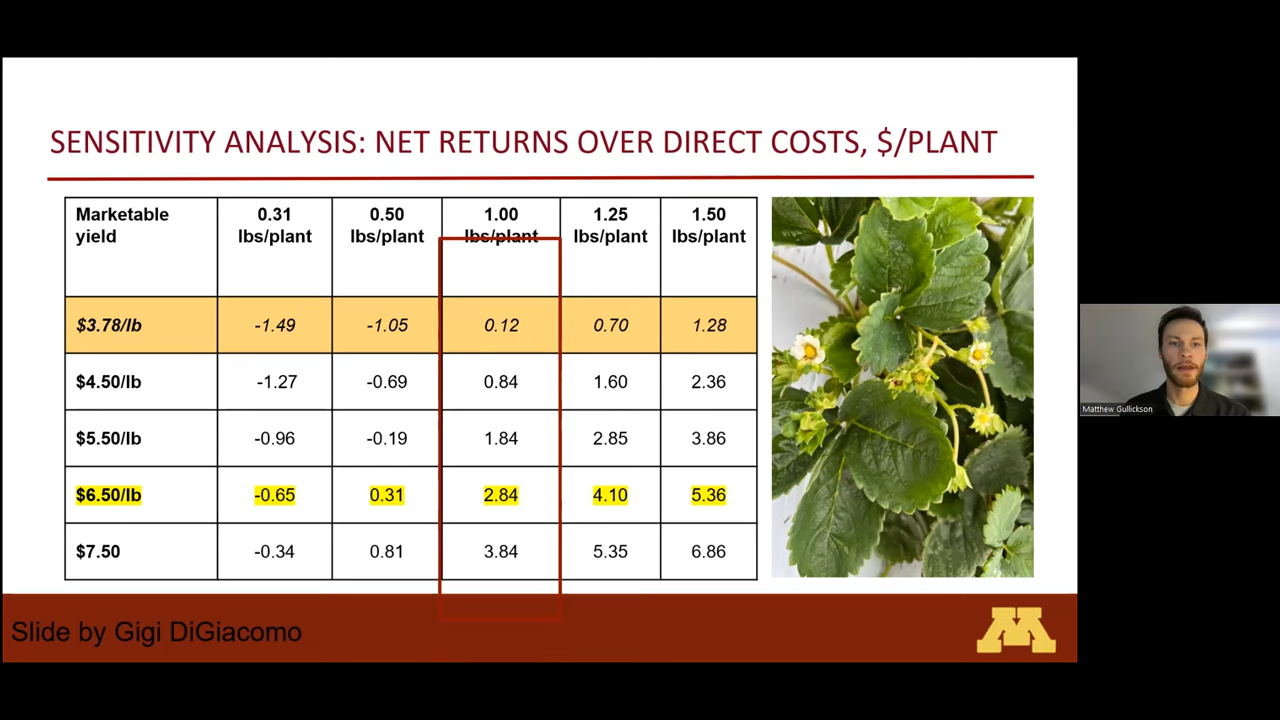 SENSITIVITY ANALYSIS: NET RETURNS OVER DIRECT COSTS, $/PLANT
Marketable yield 0.31 lbs/plant 0.50 lbs/plant 1.00 lbs/plant 1.25 lbs/plant 1.50 lbs/plant
$3.78/lb -1.49 -1.05 0.12 0.70 1.28
$4.50/lb -1.27 -0.69 0.84 1.60 2.36
$5.50/lb -0.96 -0.19 1.84 2.85 3.86
$6.50/lb -0.65 0.31 2.84 4.10 5.36
$7.50 -0.34 0.81 3.84 5.35 6.86
Slide by Gigi DiGiacomo
M
Matthew Gullickson